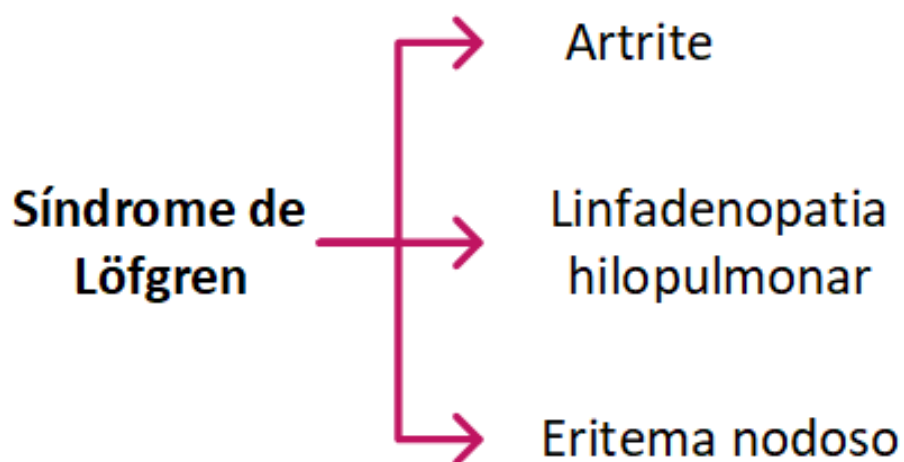 Artrite
Síndrome de
Löfgren
Linfadenopatia
hilopulmonar
Eritema nodoso